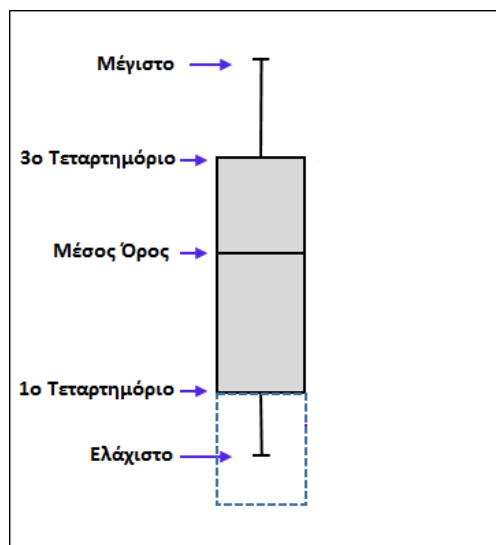 Μέγιστο
3ο Τεταρτημόριο
Μέσος Όρος
1ο Τεταρτημόριο
Ελάχιστο